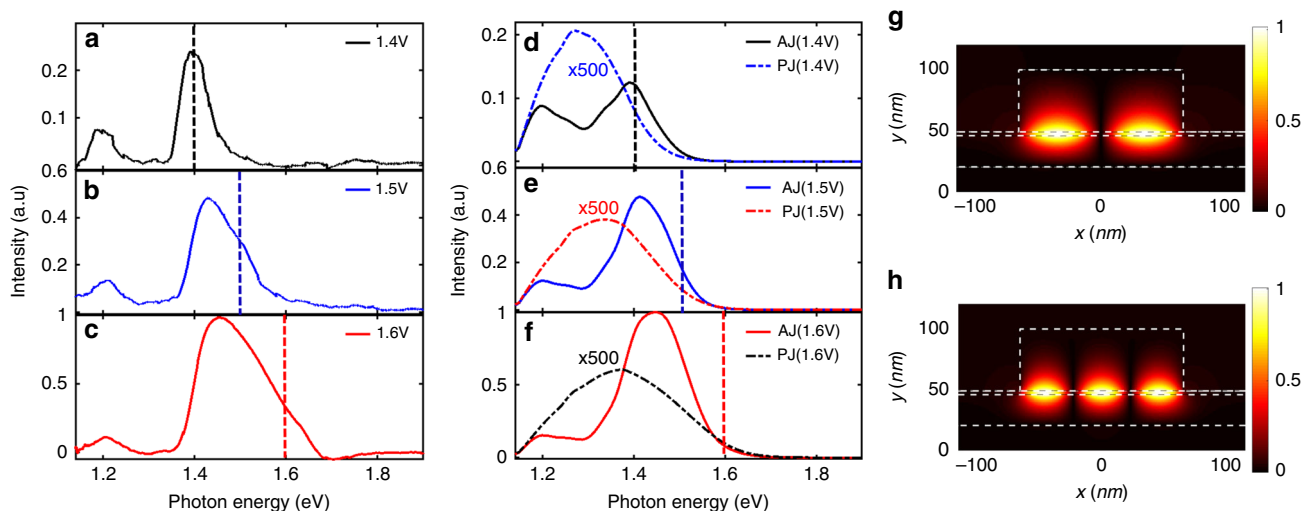 a
1.4V
0.2
0.1
0.6
b
1.5V
0.4
0.2
1
c
1.6V
0.5
0
1.2
1.4
1.6
1.8
Photon energy (eV)
Intensity (a.u)
d
AJ(1.4V)
PJ(1.4V)
x500
0.2
0.1
0.6
e
AJ(1.5V)
PJ(1.5V)
x500
0.4
0.2
1
f
AJ(1.6V)
PJ(1.6V)
x500
0.5
0
1.2
1.4
1.6
1.8
Photon energy (eV)
Intensity (a.u)
g
100
50
0
y (nm)
−100
0
100
x (nm)
1
0.5
0
h
100
50
0
y (nm)
−100
0
100
x (nm)
1
0.5
0